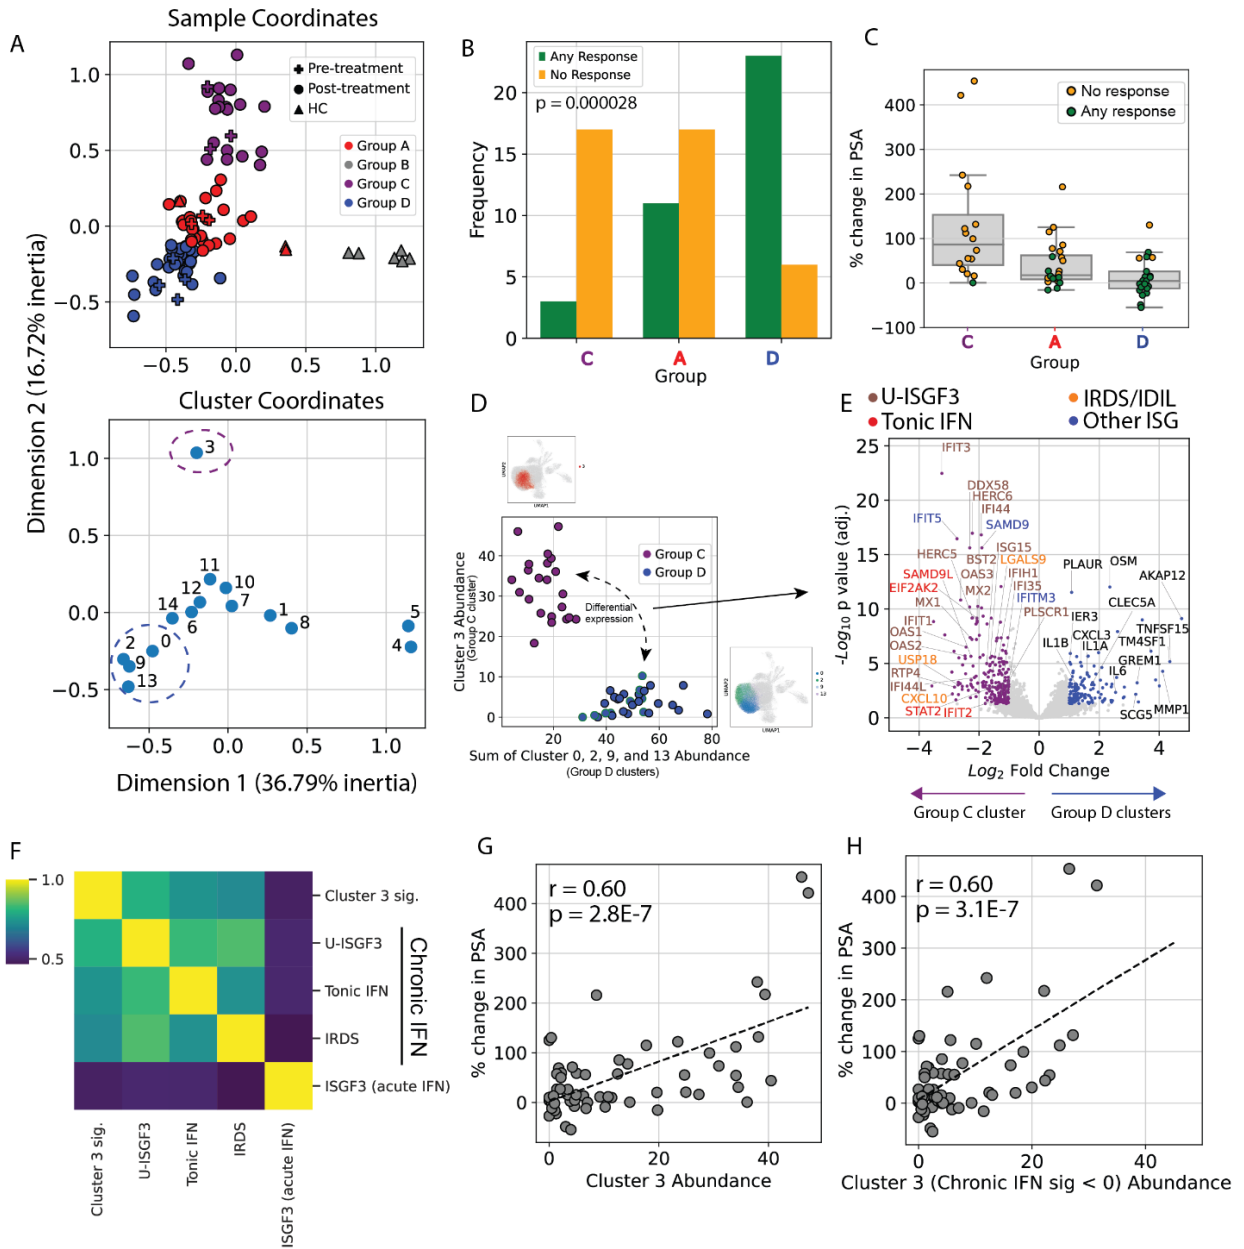 A
Sample Coordinates
Pre-treatment
Post-treatment
HC
Group A
Group B
Group C
Group D
1.0
0.5
0.0
−0.5
−0.5
0.0
0.5
1.0
Cluster Coordinates
3
11
10
12
14
7
6
1
8
5
4
2
0
9
13
1.0
0.5
0.0
−0.5
−0.5
0.0
0.5
1.0
Dimension 2 (16.72% inertia)
Dimension 1 (36.79% inertia)
B
Any Response
No Response
p = 0.000028
Frequency
20
15
10
5
0
C
A
D
Group
C
No response
Any response
% change in PSA
400
300
200
100
0
−100
C
A
D
Group
D
UMAP1
Group C
Group D
Differential
expression
Cluster 3 Abundance
(Group C cluster)
40
30
20
10
0
20
40
60
80
Sum of Cluster 0, 2, 9, and 13 Abundance
(Group D clusters)
UMAP1
E
U-ISGF3
IRDS/IDIL
Tonic IFN
Other ISG
-Log10 p value (adj.)
25
20
15
10
5
0
IFIT3
DDX58
HERC6
IFI44
IFIT5
SAMD9
HERC5
ISG15
BST2
LGALS9
SAMD9L
OAS3
IFIH1
EIF2AK2
MX2
IFI35
MX1
IFITM3
IFIT1
PLSCR1
OAS1
OAS2
USP18
RTP4
IFI44L
CXCL10
STAT2
IFIT2
PLAUR
OSM
AKAP12
CLEC5A
IER3
TNFSF15
CXCL3
IL1B
IL1A
TM4SF1
GREM1
IL6
SCG5
MMP1
−4
−2
0
2
4
Log2 Fold Change
Group C cluster
Group D clusters
F
1.0
0.5
Cluster 3 sig.
U-ISGF3
Tonic IFN
IRDS
ISGF3 (acute IFN)
Chronic IFN
Cluster 3 sig.
U-ISGF3
Tonic IFN
IRDS
ISGF3 (acute IFN)
G
r = 0.60
p = 2.8E-7
% change in PSA
400
300
200
100
0
0
20
40
Cluster 3 Abundance
H
r = 0.60
p = 3.1E-7
% change in PSA
400
300
200
100
0
0
20
40
Cluster 3 (Chronic IFN sig < 0) Abundance